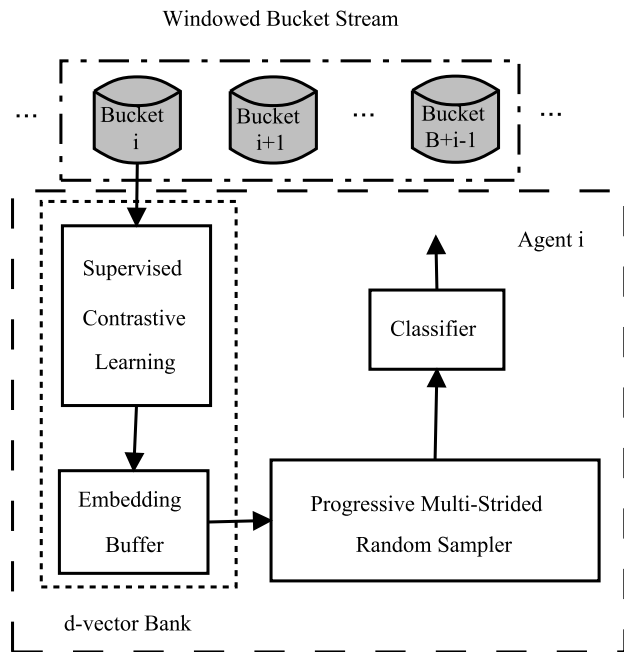 Windowed Bucket Stream
...
Bucket
i
Bucket
i+1
...
Bucket
B+i-1
...
Agent i
Supervised
Contrastive
Learning
Classifier
Embedding
Buffer
Progressive Multi-Strided
Random Sampler
d-vector Bank